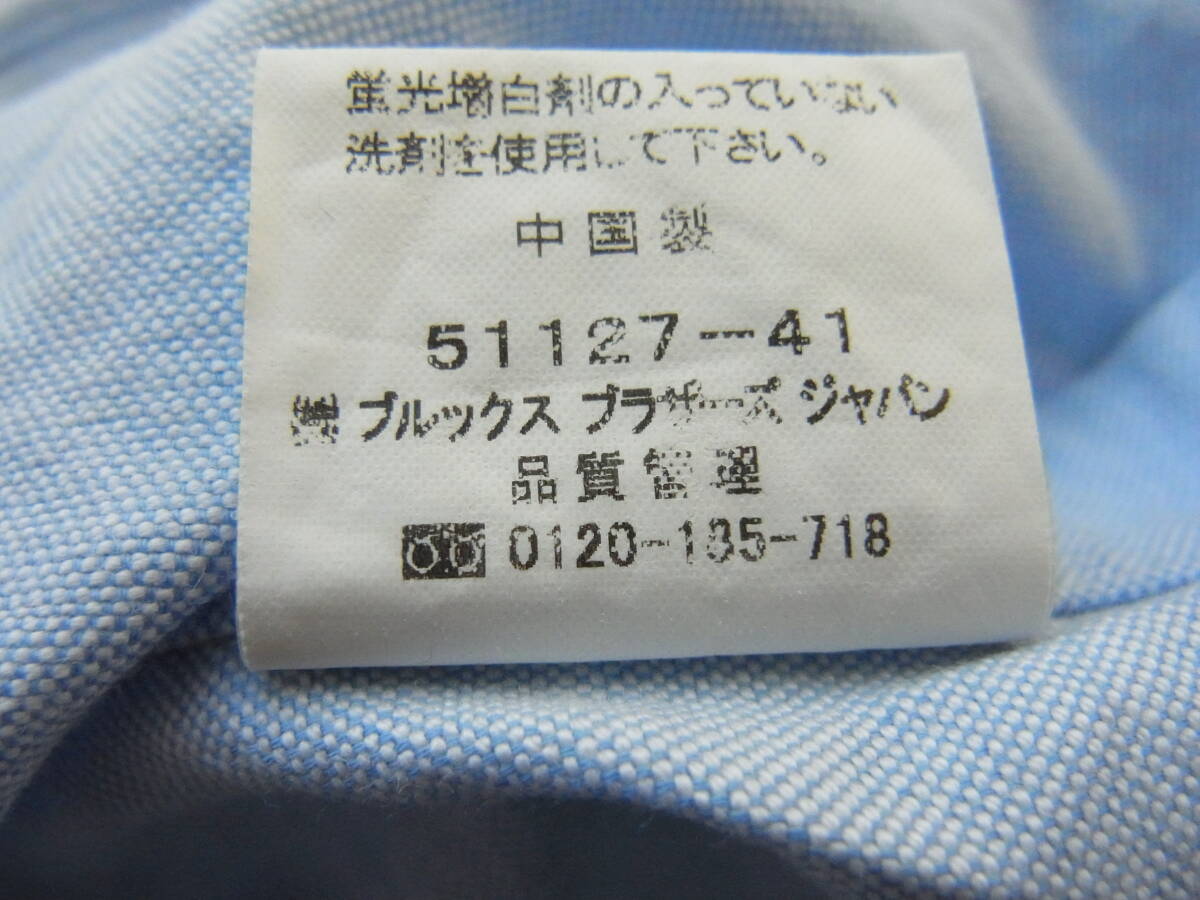 蛍光増白剤の入っていない
洗剤を使用して下さい。
中国製
51127-41
㈱ ブルックス ブラザーズ ジャパン
品質管理
0120-185-718